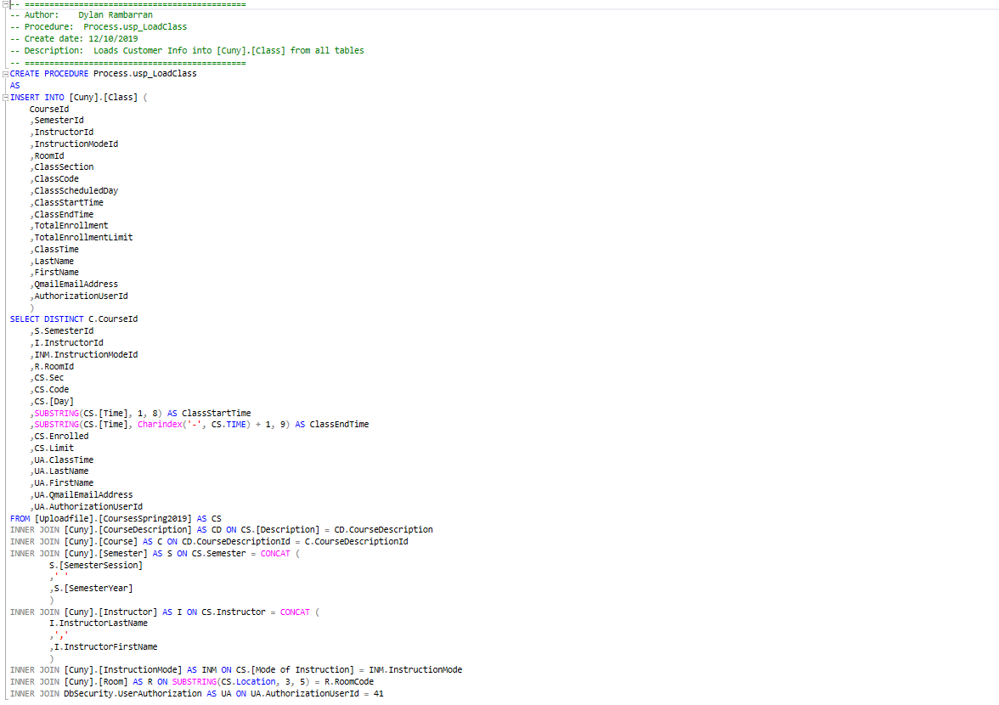 -- =============================================
-- Author:    Dylan Rambarran
-- Procedure:  Process.usp_LoadClass
-- Create date: 12/10/2019
-- Description:  Loads Customer Info into [Cuny].[Class] from all tables
-- =============================================
CREATE PROCEDURE Process.usp_LoadClass
AS
INSERT INTO [Cuny].[Class] (
    CourseId
    ,SemesterId
    ,InstructorId
    ,InstructionModeId
    ,RoomId
    ,ClassSection
    ,ClassCode
    ,ClassScheduledDay
    ,ClassStartTime
    ,ClassEndTime
    ,TotalEnrollment
    ,TotalEnrollmentLimit
    ,ClassTime
    ,LastName
    ,FirstName
    ,QmailEmailAddress
    ,AuthorizationUserId
    )
SELECT DISTINCT C.CourseId
    ,S.SemesterId
    ,I.InstructorId
    ,INM.InstructionModeId
    ,R.RoomId
    ,CS.Sec
    ,CS.Code
    ,CS.[Day]
    ,SUBSTRING(CS.[Time], 1, 8) AS ClassStartTime
    ,SUBSTRING(CS.[Time], Charindex('-', CS.TIME) + 1, 9) AS ClassEndTime
    ,CS.Enrolled
    ,CS.Limit
    ,UA.ClassTime
    ,UA.LastName
    ,UA.FirstName
    ,UA.QmailEmailAddress
    ,UA.AuthorizationUserId
FROM [Uploadfile].[CoursesSpring2019] AS CS
INNER JOIN [Cuny].[CourseDescription] AS CD ON CS.[Description] = CD.CourseDescription
INNER JOIN [Cuny].[Course] AS C ON CD.CourseDescriptionId = C.CourseDescriptionId
INNER JOIN [Cuny].[Semester] AS S ON CS.Semester = CONCAT (
        S.[SemesterSession]
        ,' '
        ,S.[SemesterYear]
        )
INNER JOIN [Cuny].[Instructor] AS I ON CS.Instructor = CONCAT (
        I.InstructorLastName
        ,','
        ,I.InstructorFirstName
        )
INNER JOIN [Cuny].[InstructionMode] AS INM ON CS.[Mode of Instruction] = INM.InstructionMode
INNER JOIN [Cuny].[Room] AS R ON SUBSTRING(CS.Location, 3, 5) = R.RoomCode
INNER JOIN DbSecurity.UserAuthorization AS UA ON UA.AuthorizationUserId = 41